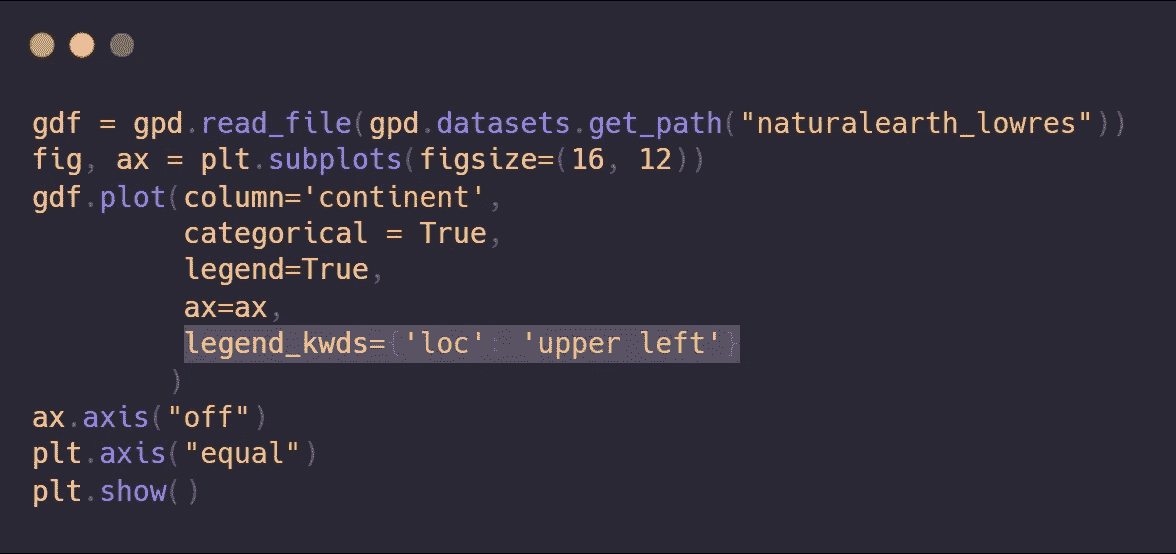 gdf = gpd.read_file(gpd.datasets.get_path("naturalearth_lowres"))
fig, ax = plt.subplots(figsize=(16, 12))
gdf.plot(column='continent',
         categorical = True,
         legend=True,
         ax=ax,
         legend_kwds={'loc': 'upper left'}
        )
ax.axis("off")
plt.axis("equal")
plt.show()